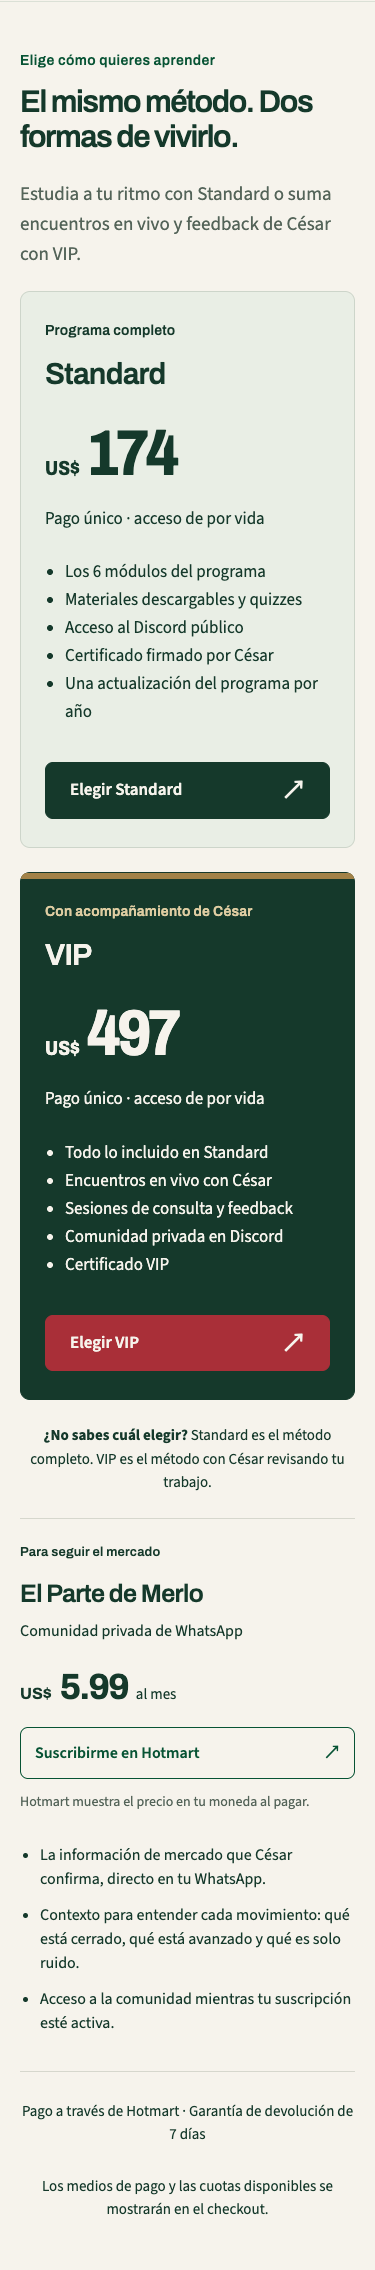 Elige cómo quieres aprender
El mismo método. Dos
formas de vivirlo.
Estudia a tu ritmo con Standard o suma
encuentros en vivo y feedback de César
con VIP.
Programa completo
Standard
US$ 174
Pago único · acceso de por vida
• Los 6 módulos del programa
• Materiales descargables y quizzes
• Acceso al Discord público
• Certificado firmado por César
• Una actualización del programa por
año
Elegir Standard ↗
Con acompañamiento de César
VIP
US$ 497
Pago único · acceso de por vida
• Todo lo incluido en Standard
• Encuentros en vivo con César
• Sesiones de consulta y feedback
• Comunidad privada en Discord
• Certificado VIP
Elegir VIP ↗
¿No sabes cuál elegir? Standard es el método
completo. VIP es el método con César revisando tu
trabajo.
Para seguir el mercado
El Parte de Merlo
Comunidad privada de WhatsApp
US$ 5.99 al mes
Suscribirme en Hotmart ↗
Hotmart muestra el precio en tu moneda al pagar.
• La información de mercado que César
confirma, directo en tu WhatsApp.
• Contexto para entender cada movimiento: qué
está cerrado, qué está avanzado y qué es solo
ruido.
• Acceso a la comunidad mientras tu suscripción
esté activa.
Pago a través de Hotmart · Garantía de devolución de
7 días
Los medios de pago y las cuotas disponibles se
mostrarán en el checkout.